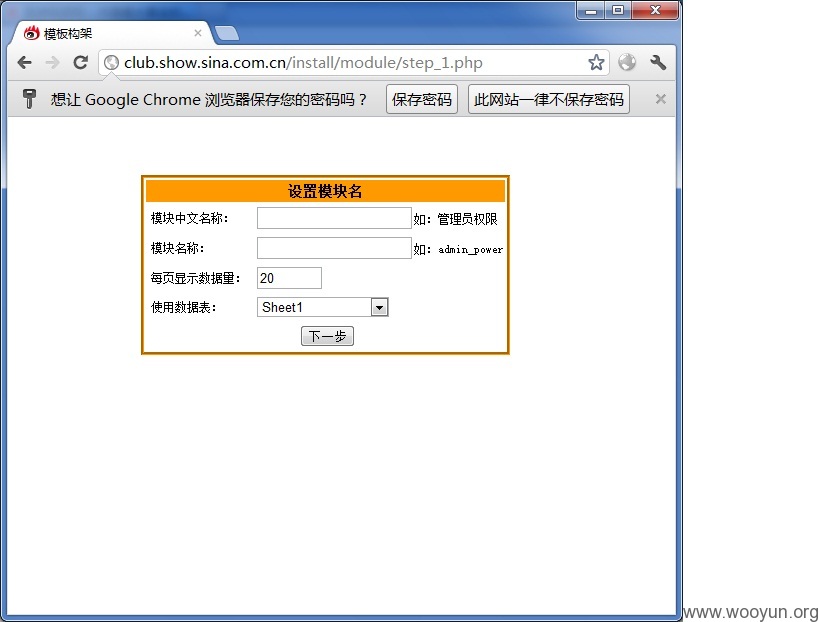 模板构架
club.show.sina.com.cn/install/module/step_1.php
想让 Google Chrome 浏览器保存您的密码吗？ 保存密码 此网站一律不保存密码
设置模块名
模块中文名称： 如：管理员权限
模块名称： 如：admin_power
每页显示数据量： 20
使用数据表： Sheet1
下一步
www.wooyun.org